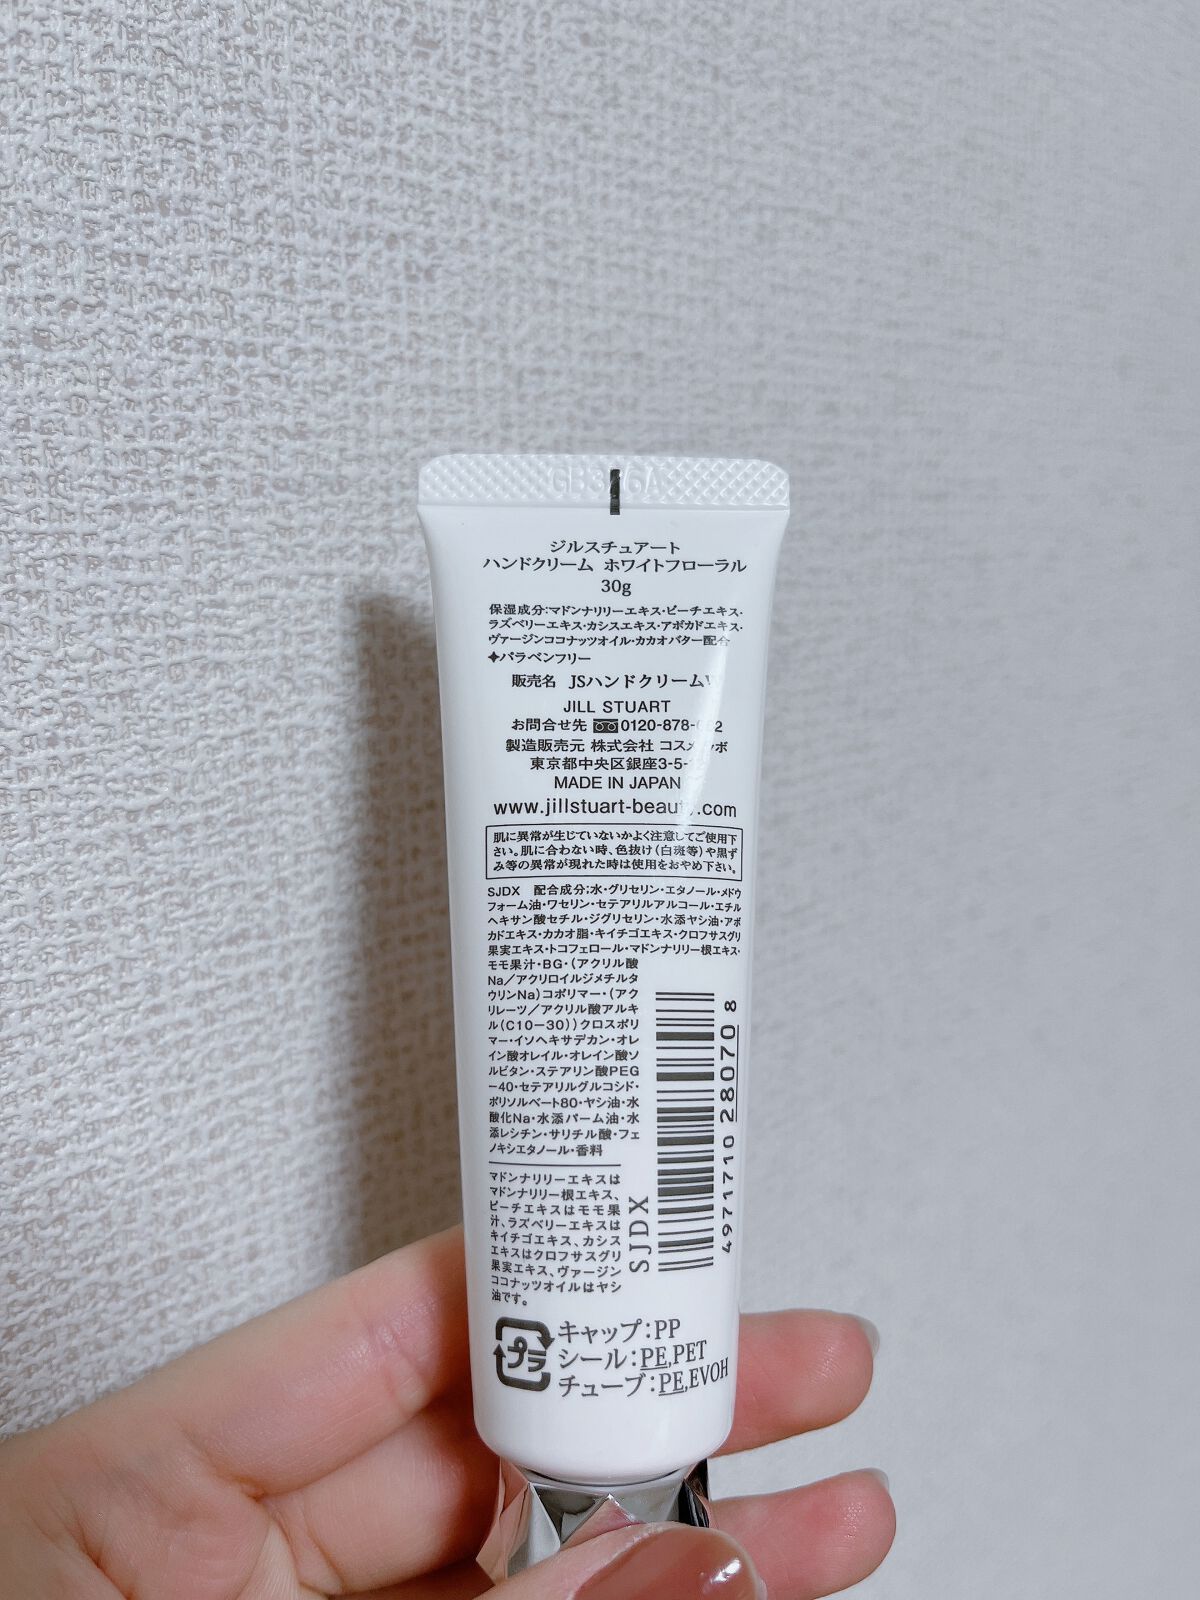 ジルスチュアート
ハンドクリーム ホワイトフローラル
30g
保湿成分:マドンナリリーエキス・ピーチエキス・
ラズベリーエキス・カシスエキス・アボカドエキス・
ヴァージンココナッツオイル・カカオバター配合
✦パラベンフリー
販売名 JSハンドクリームW
JILL STUART
お問合せ先 0120-878-
製造販売元 株式会社 コスメラボ
東京都中央区銀座3-5-
MADE IN JAPAN
www.jillstuart-beauty.com
肌に異常が生じていないかよく注意してご使用下
さい。肌に合わない時、色抜け(白斑等)や黒ず
み等の異常が現れた時は使用をおやめ下さい。
SJDX 配合成分:水・グリセリン・エタノール・メドウ
フォーム油・ワセリン・セテアリルアルコール・エチル
ヘキサン酸セチル・ジグリセリン・水添ヤシ油・アボ
カドエキス・カカオ脂・キイチゴエキス・クロフサスグリ
果実エキス・トコフェロール・マドンナリリー根エキス・
モモ果汁・BG・(アクリル酸
Na/アクリロイルジメチルタ
ウリンNa)コポリマー・(アク
リレーツ/アクリル酸アルキ
ル(C10-30))クロスポリ
マー・イソヘキサデカン・オレ
イン酸オレイル・オレイン酸ソ
ルビタン・ステアリン酸PEG
-40・セテアリルグルコシド・
ポリソルベート80・ヤシ油・水
酸化Na・水添パーム油・水
添レシチン・サリチル酸・フェ
ノキシエタノール・香料
マドンナリリーエキスは
マドンナリリー根エキス、
ピーチエキスはモモ果
汁、ラズベリーエキスは
キイチゴエキス、カシス
エキスはクロフサスグリ
果実エキス、ヴァージン
ココナッツオイルはヤシ
油です。
SJDX
4971710 280708
プラ
キャップ:PP
シール:PE,PET
チューブ:PE,EVOH